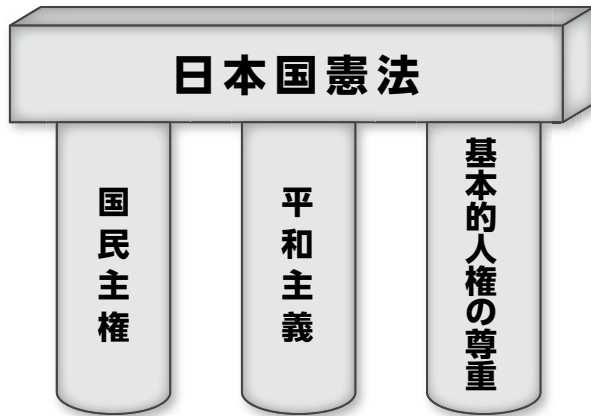 日本国憲法
国民主権
平和主義
基本的人権の尊重